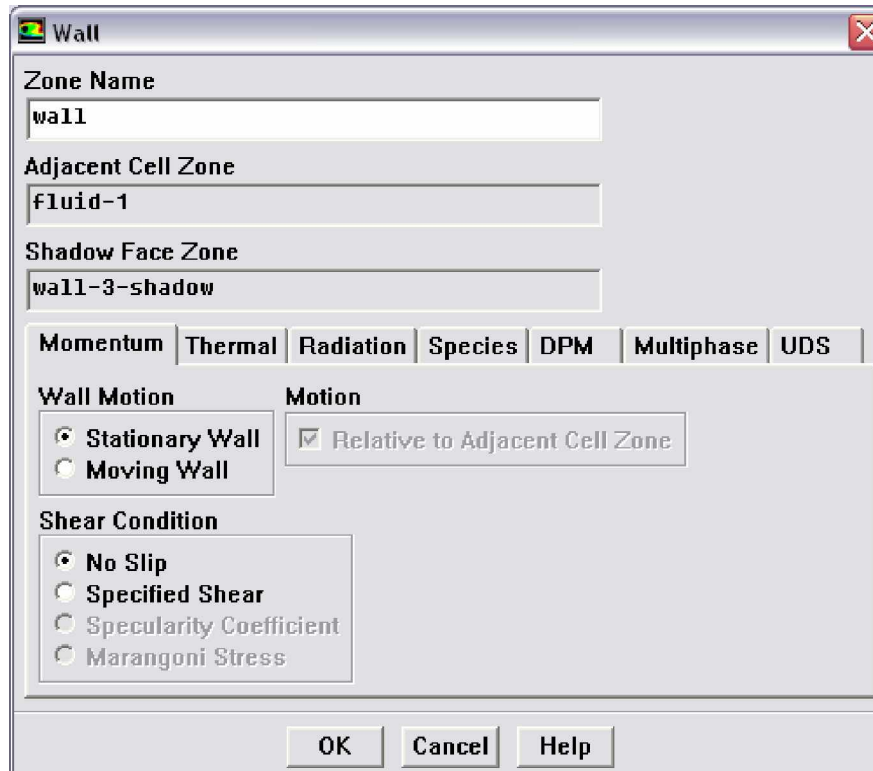 Wall
Zone Name
wall
Adjacent Cell Zone
fluid-1
Shadow Face Zone
wall-3-shadow
Momentum Thermal Radiation Species DPM Multiphase UDS
Wall Motion Motion
Stationary Wall Relative to Adjacent Cell Zone
Moving Wall
Shear Condition
No Slip
Specified Shear
Specularity Coefficient
Marangoni Stress
OK Cancel Help